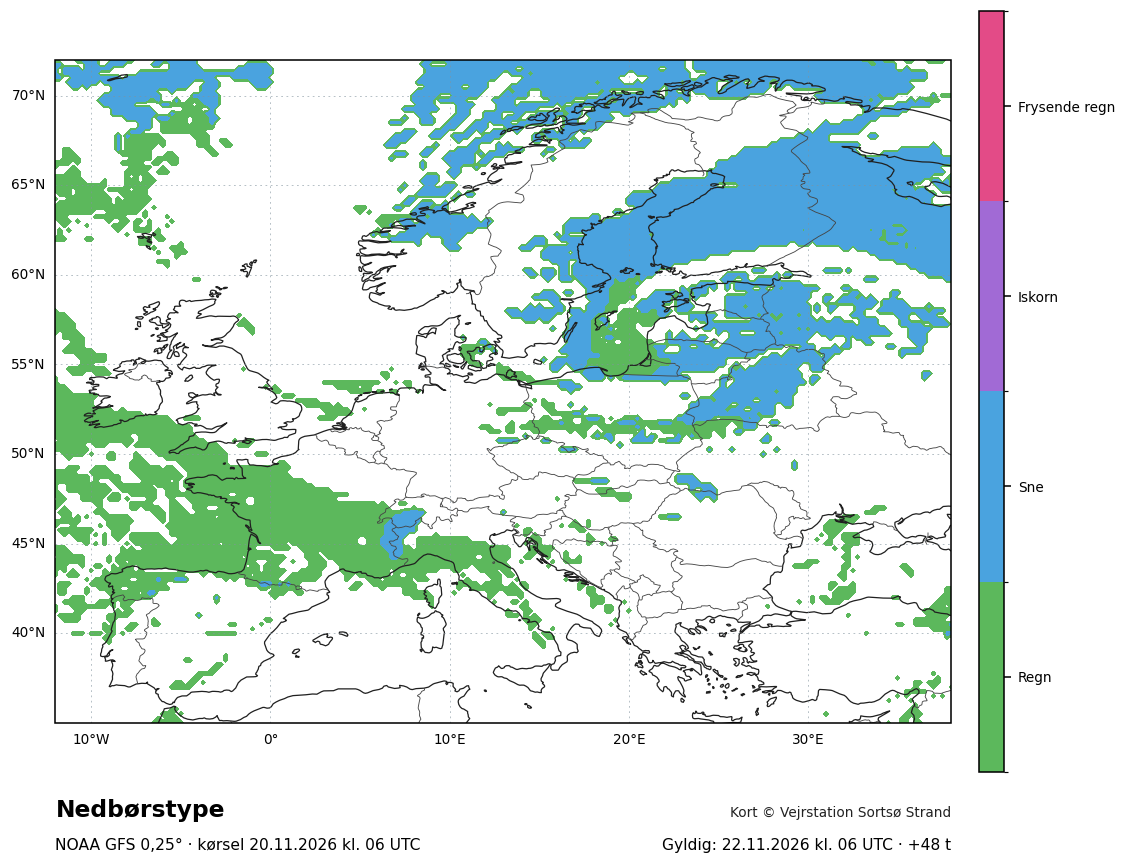 70°N
65°N
60°N
55°N
50°N
45°N
40°N
10°W
0°
10°E
20°E
30°E
Frysende regn
Iskorn
Sne
Regn
Nedbørstype
Kort © Vejrstation Sortsø Strand
NOAA GFS 0,25° · kørsel 20.11.2026 kl. 06 UTC
Gyldig: 22.11.2026 kl. 06 UTC · +48 t